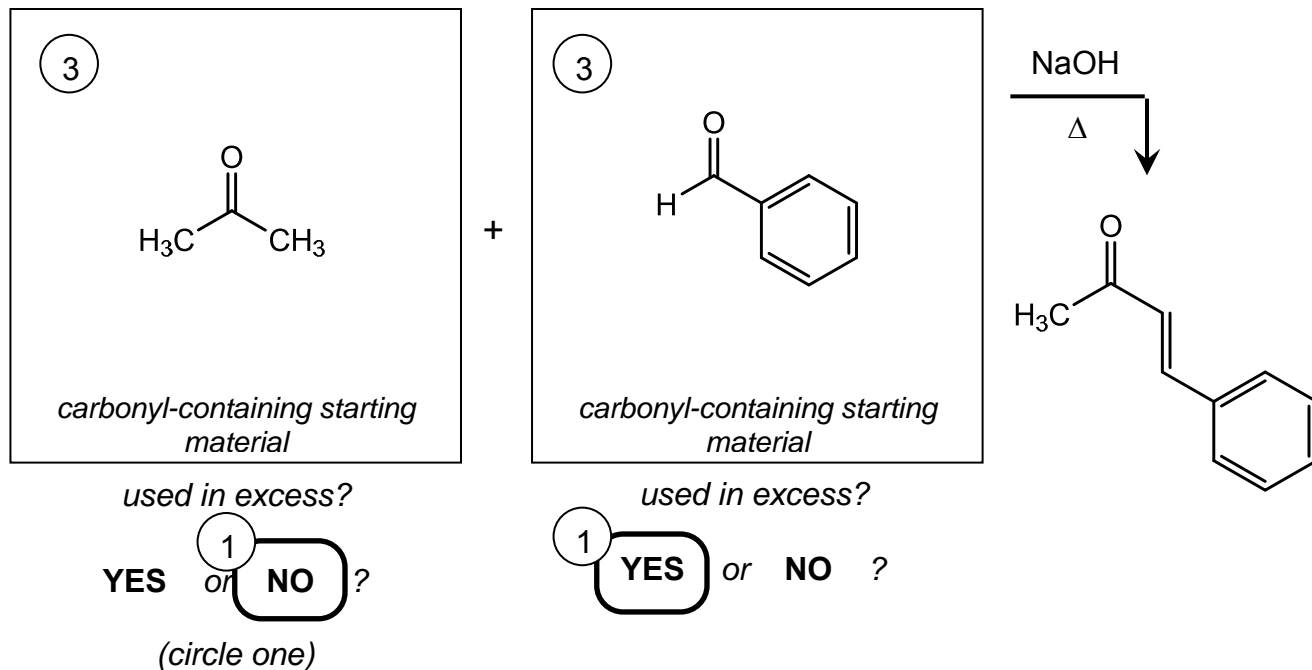 3
O
H₃C CH₃
carbonyl-containing starting
material
used in excess?
1
YES or NO ?
(circle one)
+
3
O
H
carbonyl-containing starting
material
used in excess?
1
YES or NO ?
NaOH
Δ
O
H₃C